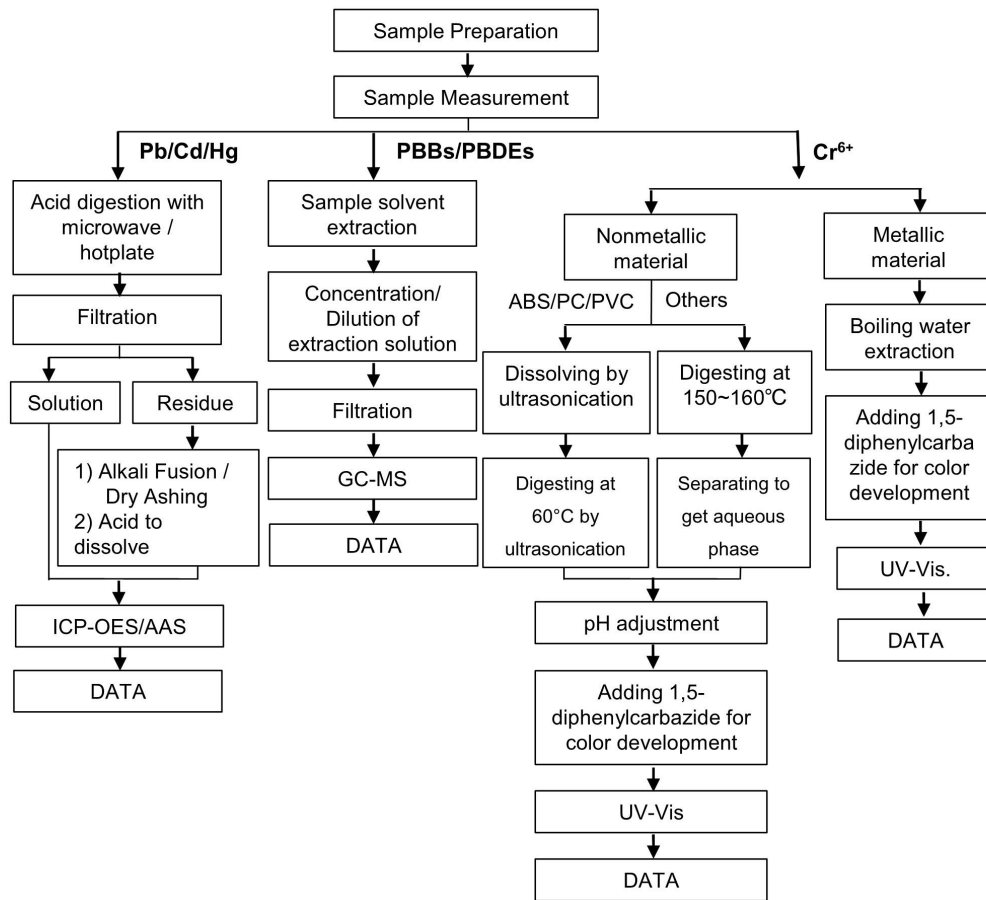 Sample Preparation
Sample Measurement
Pb/Cd/Hg
PBBs/PBDEs
Cr⁶⁺
Acid digestion with
microwave /
hotplate
Filtration
Solution
Residue
1) Alkali Fusion /
Dry Ashing
2) Acid to
dissolve
ICP-OES/AAS
DATA
Sample solvent
extraction
Concentration/
Dilution of
extraction solution
Filtration
GC-MS
DATA
Nonmetallic
material
ABS/PC/PVC
Others
Dissolving by
ultrasonication
Digesting at
60°C by
ultrasonication
Digesting at
150~160℃
Separating to
get aqueous
phase
pH adjustment
Adding 1,5-
diphenylcarbazide for
color development
UV-Vis
DATA
Metallic
material
Boiling water
extraction
Adding 1,5-
diphenylcarba
zide for color
development
UV-Vis.
DATA